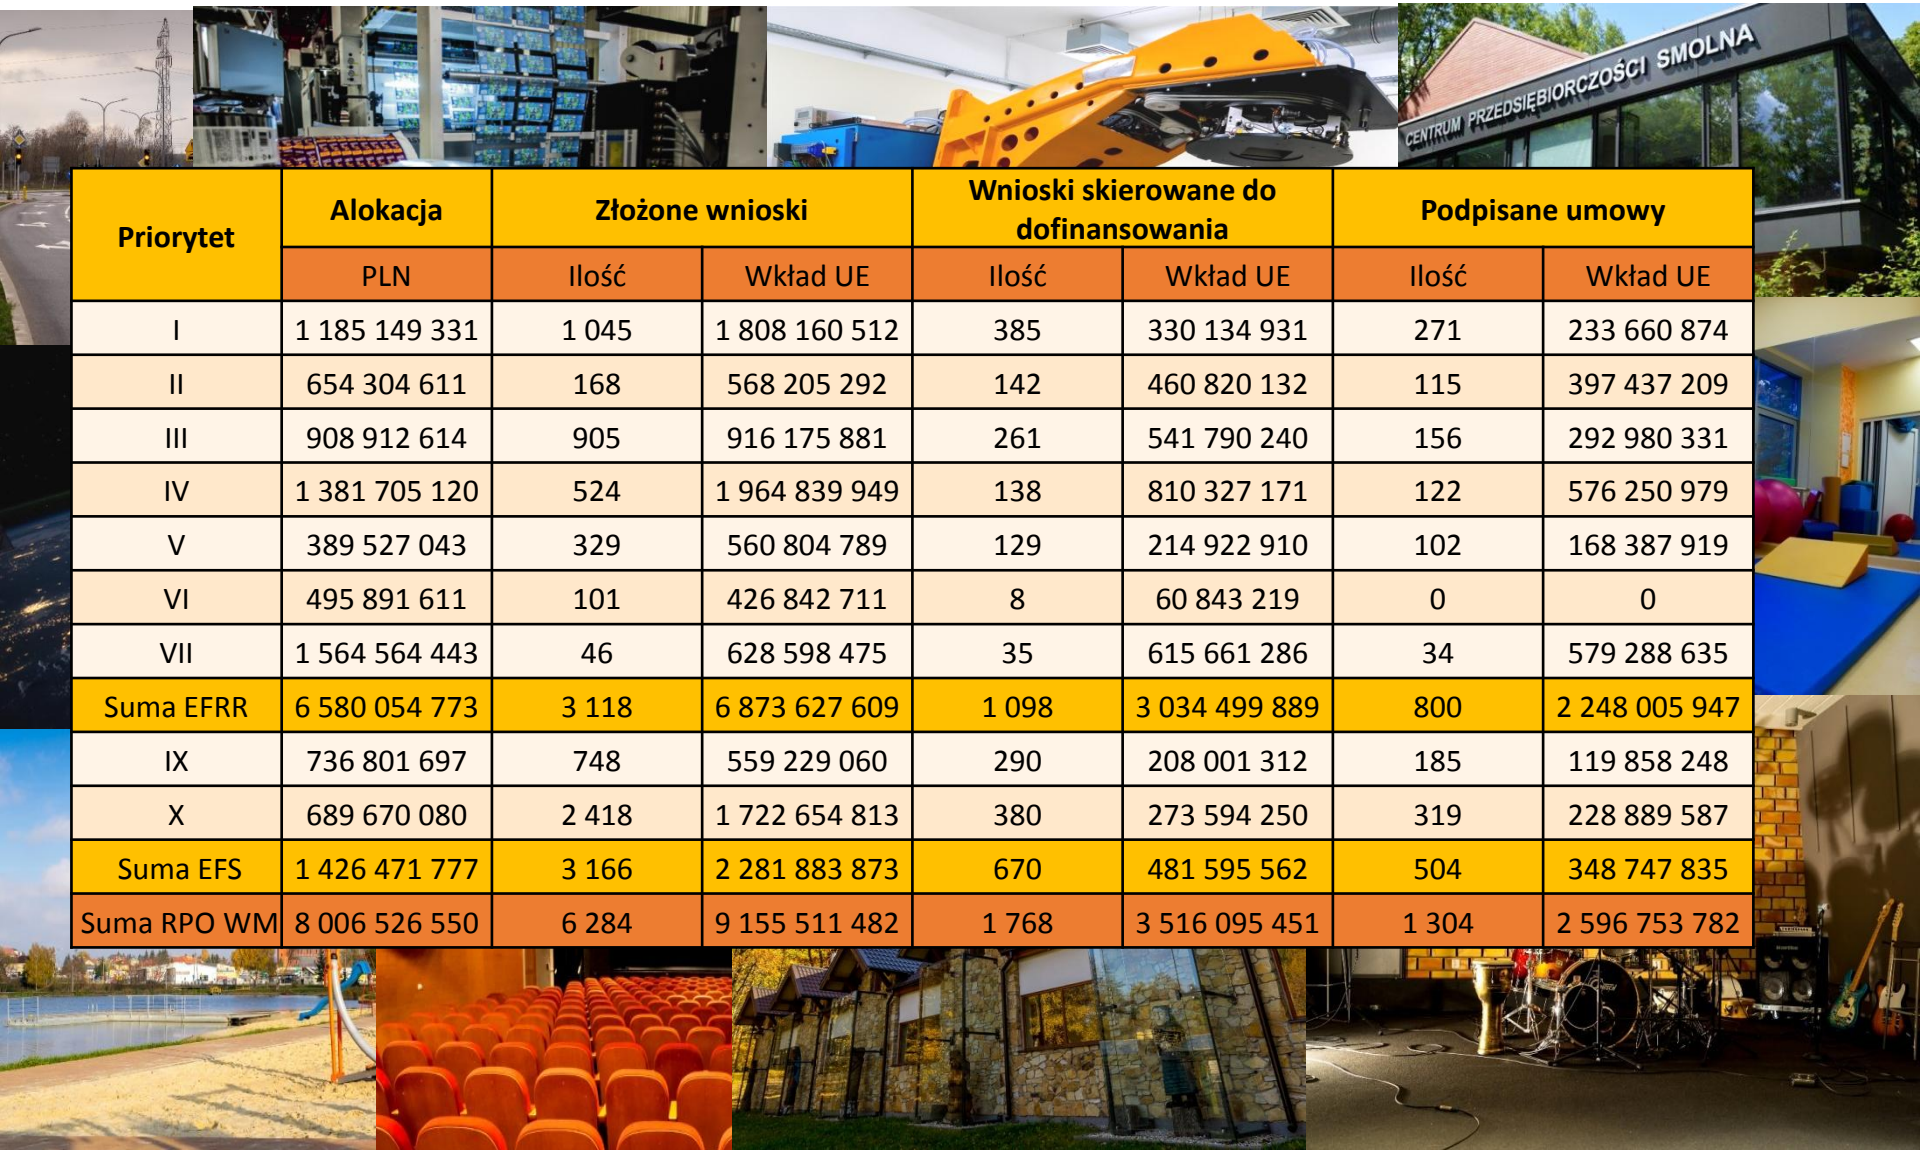 CENTRUM PRZEDSIĘBIORCZOŚCI SMOLNA
Priorytet Alokacja Złożone wnioski Wnioski skierowane do dofinansowania Podpisane umowy
PLN Ilość Wkład UE Ilość Wkład UE Ilość Wkład UE
I 1 185 149 331 1 045 1 808 160 512 385 330 134 931 271 233 660 874
II 654 304 611 168 568 205 292 142 460 820 132 115 397 437 209
III 908 912 614 905 916 175 881 261 541 790 240 156 292 980 331
IV 1 381 705 120 524 1 964 839 949 138 810 327 171 122 576 250 979
V 389 527 043 329 560 804 789 129 214 922 910 102 168 387 919
VI 495 891 611 101 426 842 711 8 60 843 219 0 0
VII 1 564 564 443 46 628 598 475 35 615 661 286 34 579 288 635
Suma EFRR 6 580 054 773 3 118 6 873 627 609 1 098 3 034 499 889 800 2 248 005 947
IX 736 801 697 748 559 229 060 290 208 001 312 185 119 858 248
X 689 670 080 2 418 1 722 654 813 380 273 594 250 319 228 889 587
Suma EFS 1 426 471 777 3 166 2 281 883 873 670 481 595 562 504 348 747 835
Suma RPO WM 8 006 526 550 6 284 9 155 511 482 1 768 3 516 095 451 1 304 2 596 753 782